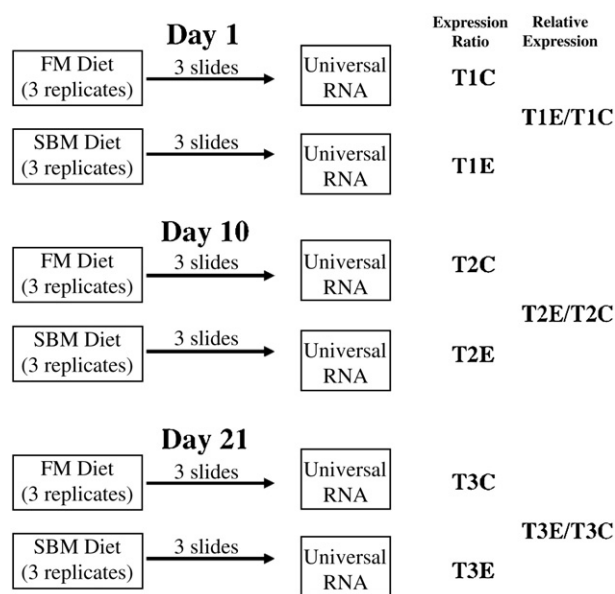 Expression Ratio
Relative Expression
Day 1
FM Diet
(3 replicates)
3 slides
Universal
RNA
T1C
T1E/T1C
SBM Diet
(3 replicates)
3 slides
Universal
RNA
T1E
Day 10
FM Diet
(3 replicates)
3 slides
Universal
RNA
T2C
T2E/T2C
SBM Diet
(3 replicates)
3 slides
Universal
RNA
T2E
Day 21
FM Diet
(3 replicates)
3 slides
Universal
RNA
T3C
T3E/T3C
SBM Diet
(3 replicates)
3 slides
Universal
RNA
T3E